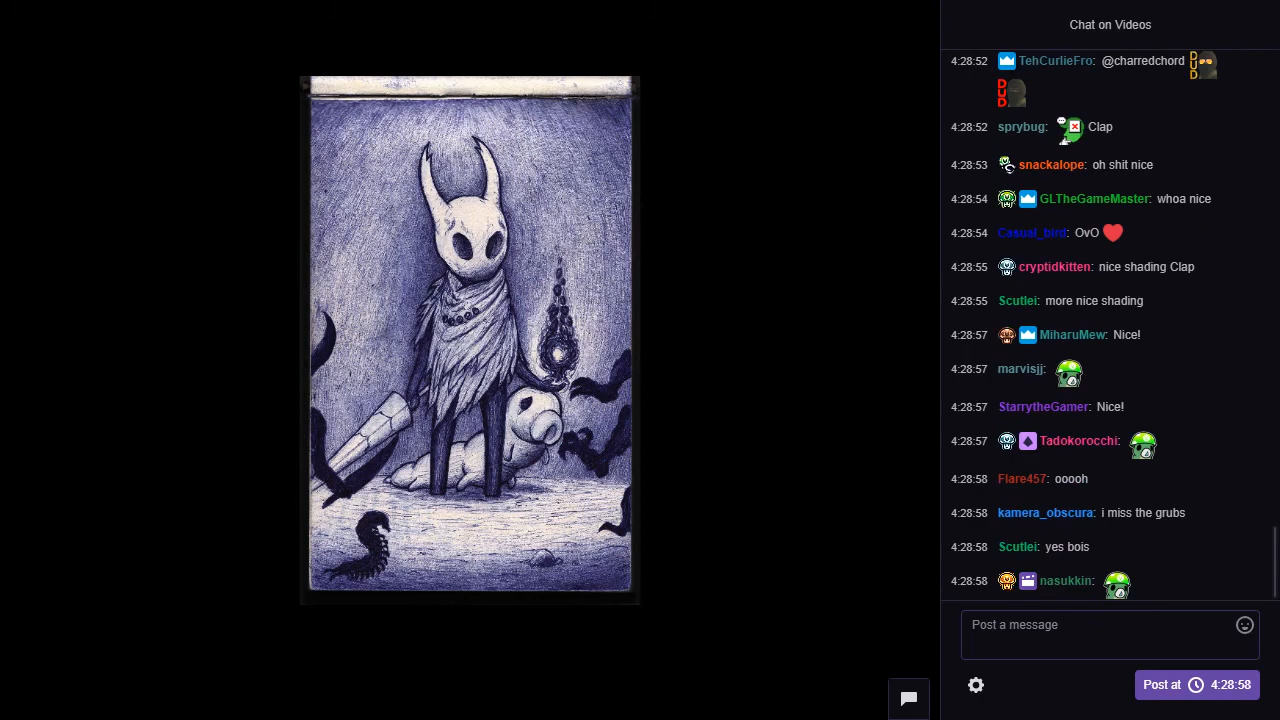 Chat on Videos
4:28:52 TehCurlieFro: @charredchord
4:28:52 sprybug: Clap
4:28:53 snackalope: oh shit nice
4:28:54 GLTheGameMaster: whoa nice
4:28:54 Casual_bird: OvO
4:28:55 cryptidkitten: nice shading Clap
4:28:55 Scutlei: more nice shading
4:28:57 MiharuMew: Nice!
4:28:57 marvisjj:
4:28:57 StarrytheGamer: Nice!
4:28:57 Tadokorocchi:
4:28:58 Flare457: ooooh
4:28:58 kamera_obscura: i miss the grubs
4:28:58 Scutlei: yes bois
4:28:58 nasukkin:
Post a message
Post at 4:28:58